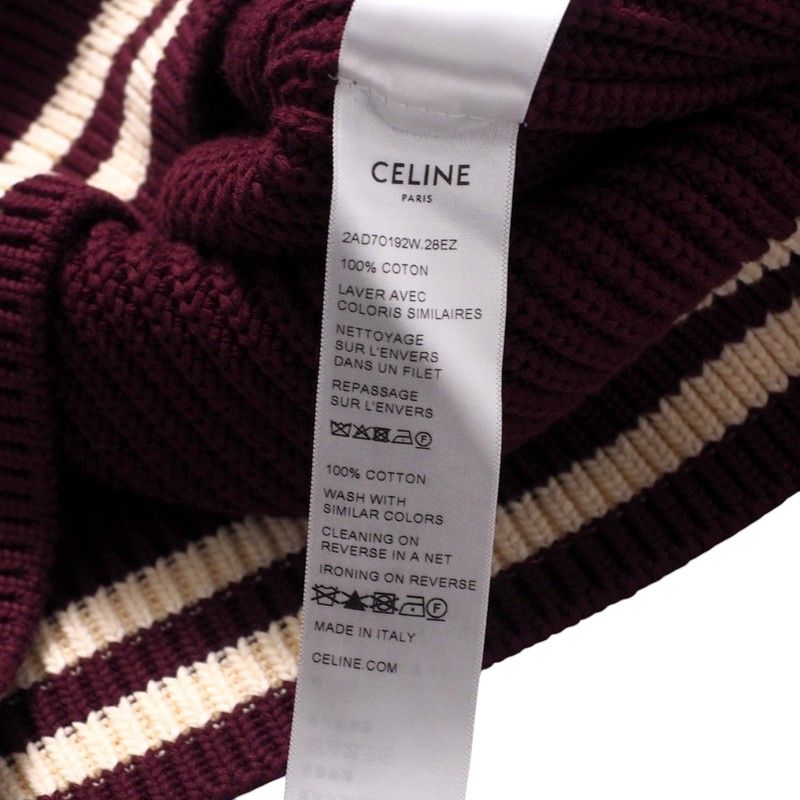 CELINE
PARIS
2AD70192W.28EZ
100% COTON
LAVER AVEC
COLORIS SIMILAIRES
NETTOYAGE
SUR L'ENVERS
DANS UN FILET
REPASSAGE
SUR L'ENVERS
F
100% COTTON
WASH WITH
SIMILAR COLORS
CLEANING ON
REVERSE IN A NET
IRONING ON REVERSE
F
MADE IN ITALY
CELINE.COM